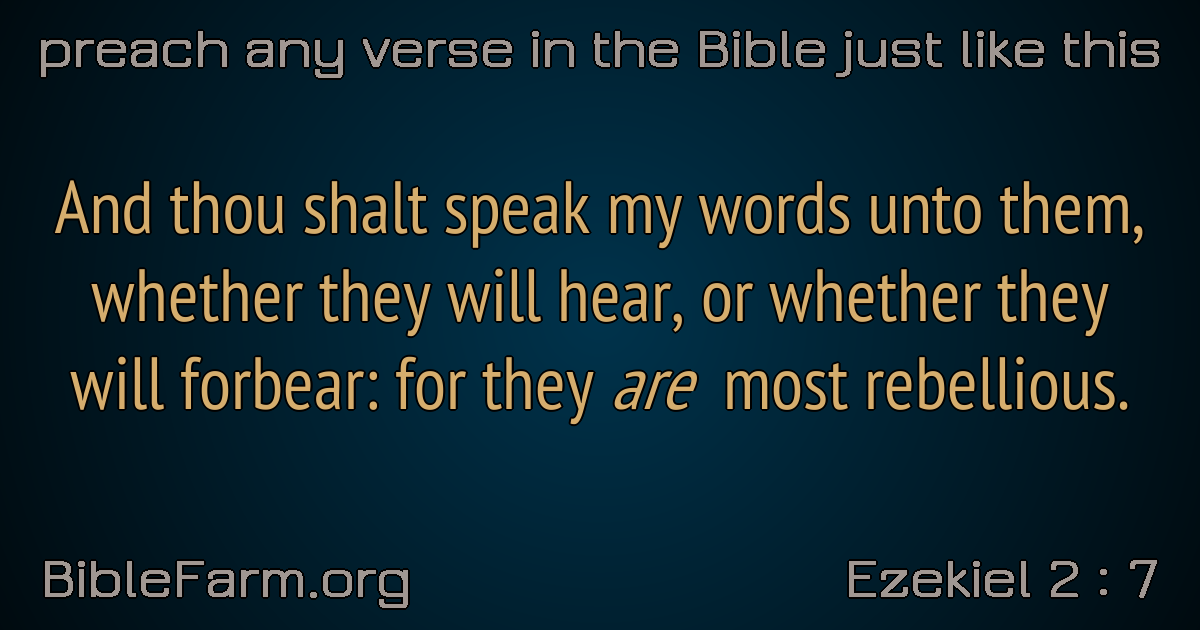 preach any verse in the Bible just like this
And thou shalt speak my words unto them,
whether they will hear, or whether they
will forbear: for they are most rebellious.
BibleFarm.org
Ezekiel 2 : 7